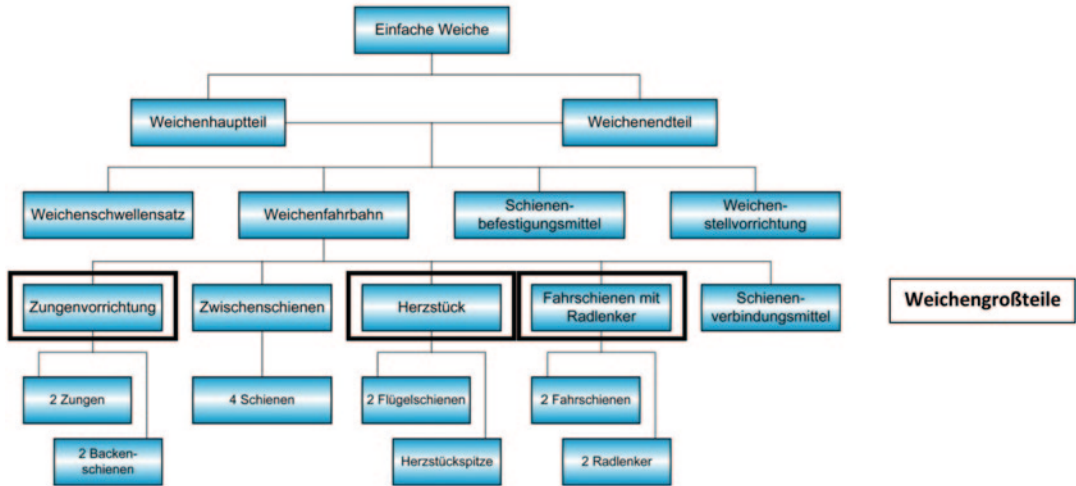 Einfache Weiche
Weichenhauptteil
Weichenendteil
Weichenschwellensatz
Weichenfahrbahn
Schienen-
befestigungsmittel
Weichen-
stellvorrichtung
Zungenvorrichtung
Zwischenschienen
Herzstück
Fahrschienen mit
Radlenker
Schienen-
verbindungsmittel
Weichengroßteile
2 Zungen
4 Schienen
2 Flügelschienen
2 Fahrschienen
2 Backen-
schienen
Herzstückspitze
2 Radlenker